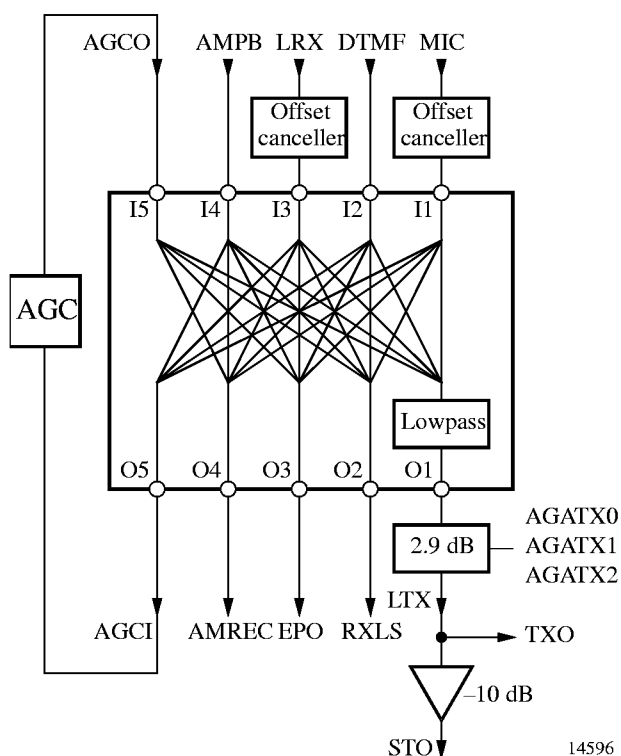 AGCO AMPB LRX DTMF MIC
Offset
canceller
Offset
canceller
I5 I4 I3 I2 I1
AGC
Lowpass
O5 O4 O3 O2 O1
2.9 dB
AGATX0
AGATX1
AGATX2
LTX
AGCI AMREC EPO RXLS
TXO
–10 dB
STO
14596